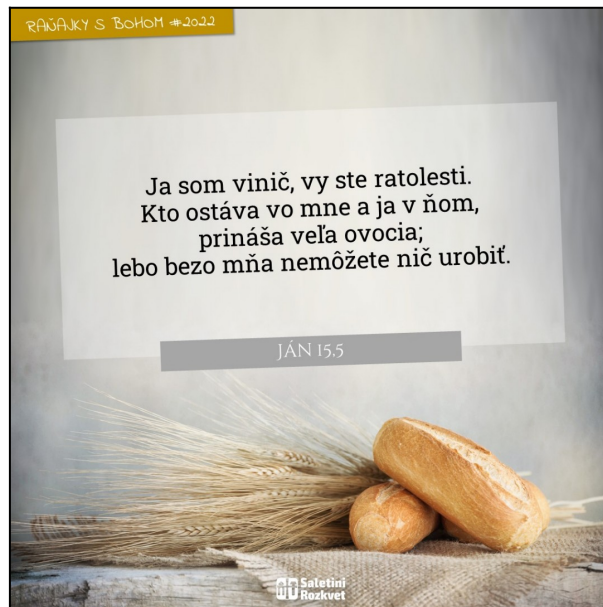 RAŇAJKY S BOHOM #2022
Ja som vinič, vy ste ratolesti.
Kto ostáva vo mne a ja v ňom,
prináša veľa ovocia;
lebo bezo mňa nemôžete nič urobiť.
JÁN 15,5
Saletini
Rozkvet